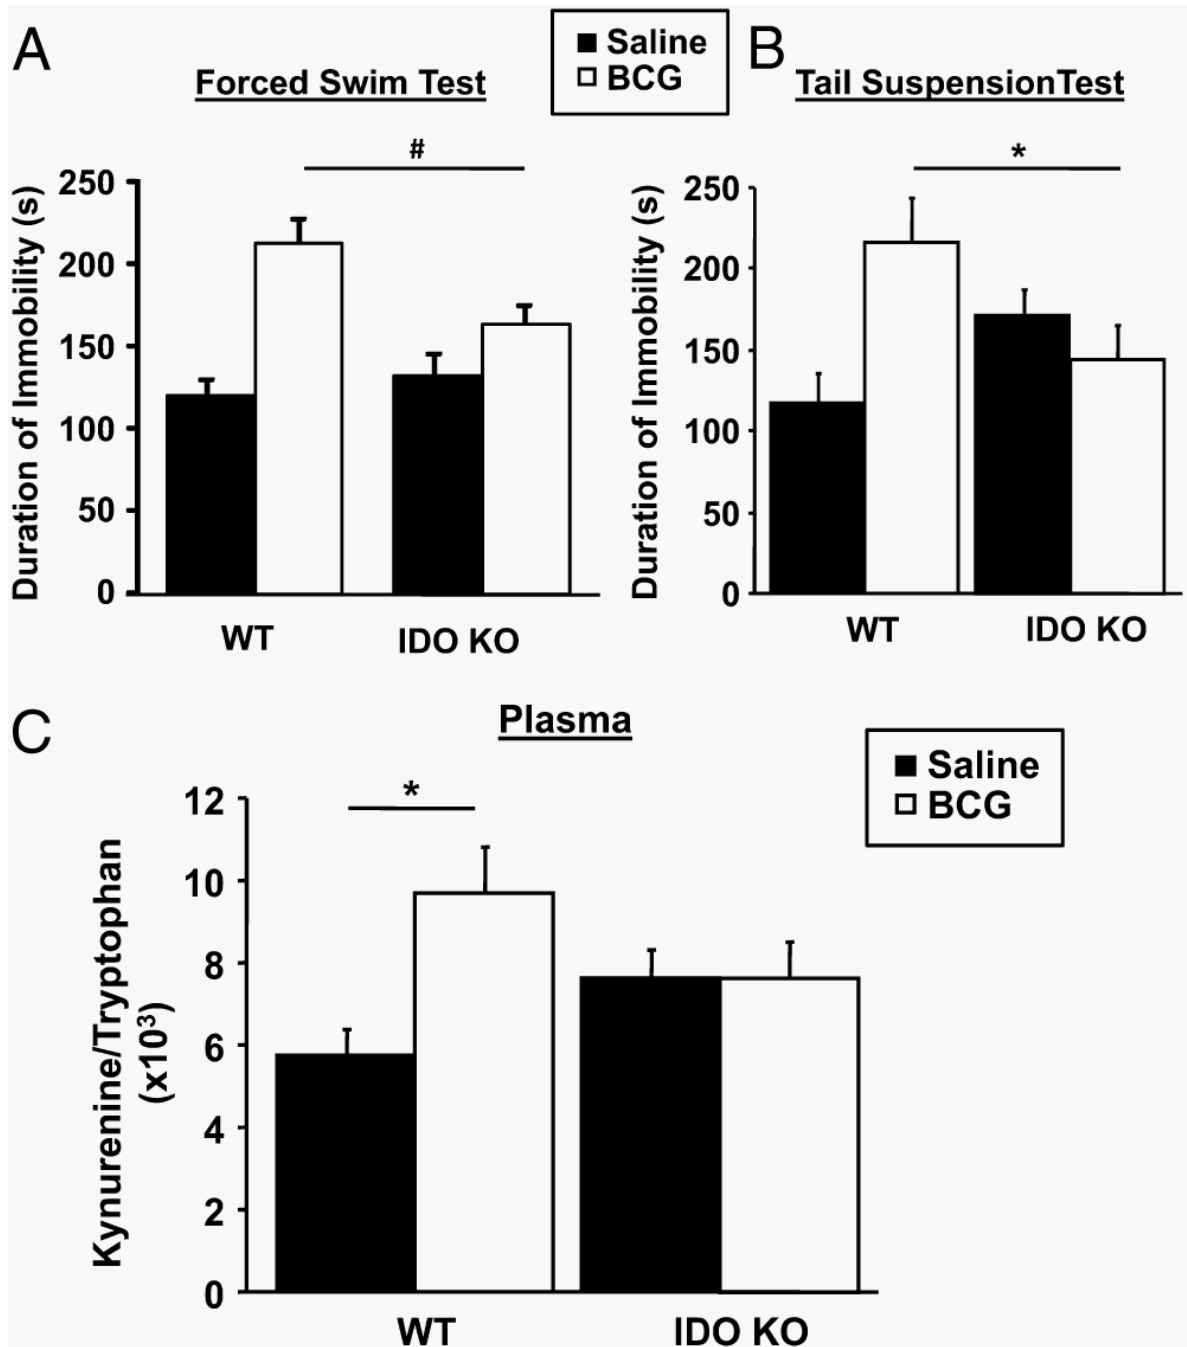 A
Forced Swim Test
Saline
BCG
B
Tail SuspensionTest
#
Duration of Immobility (s)
250
200
150
100
50
0
WT
IDO KO
*
Duration of Immobility (s)
250
200
150
100
50
0
WT
IDO KO
C
Plasma
Saline
BCG
*
Kynurenine/Tryptophan
(x10³)
12
10
8
6
4
2
0
WT
IDO KO